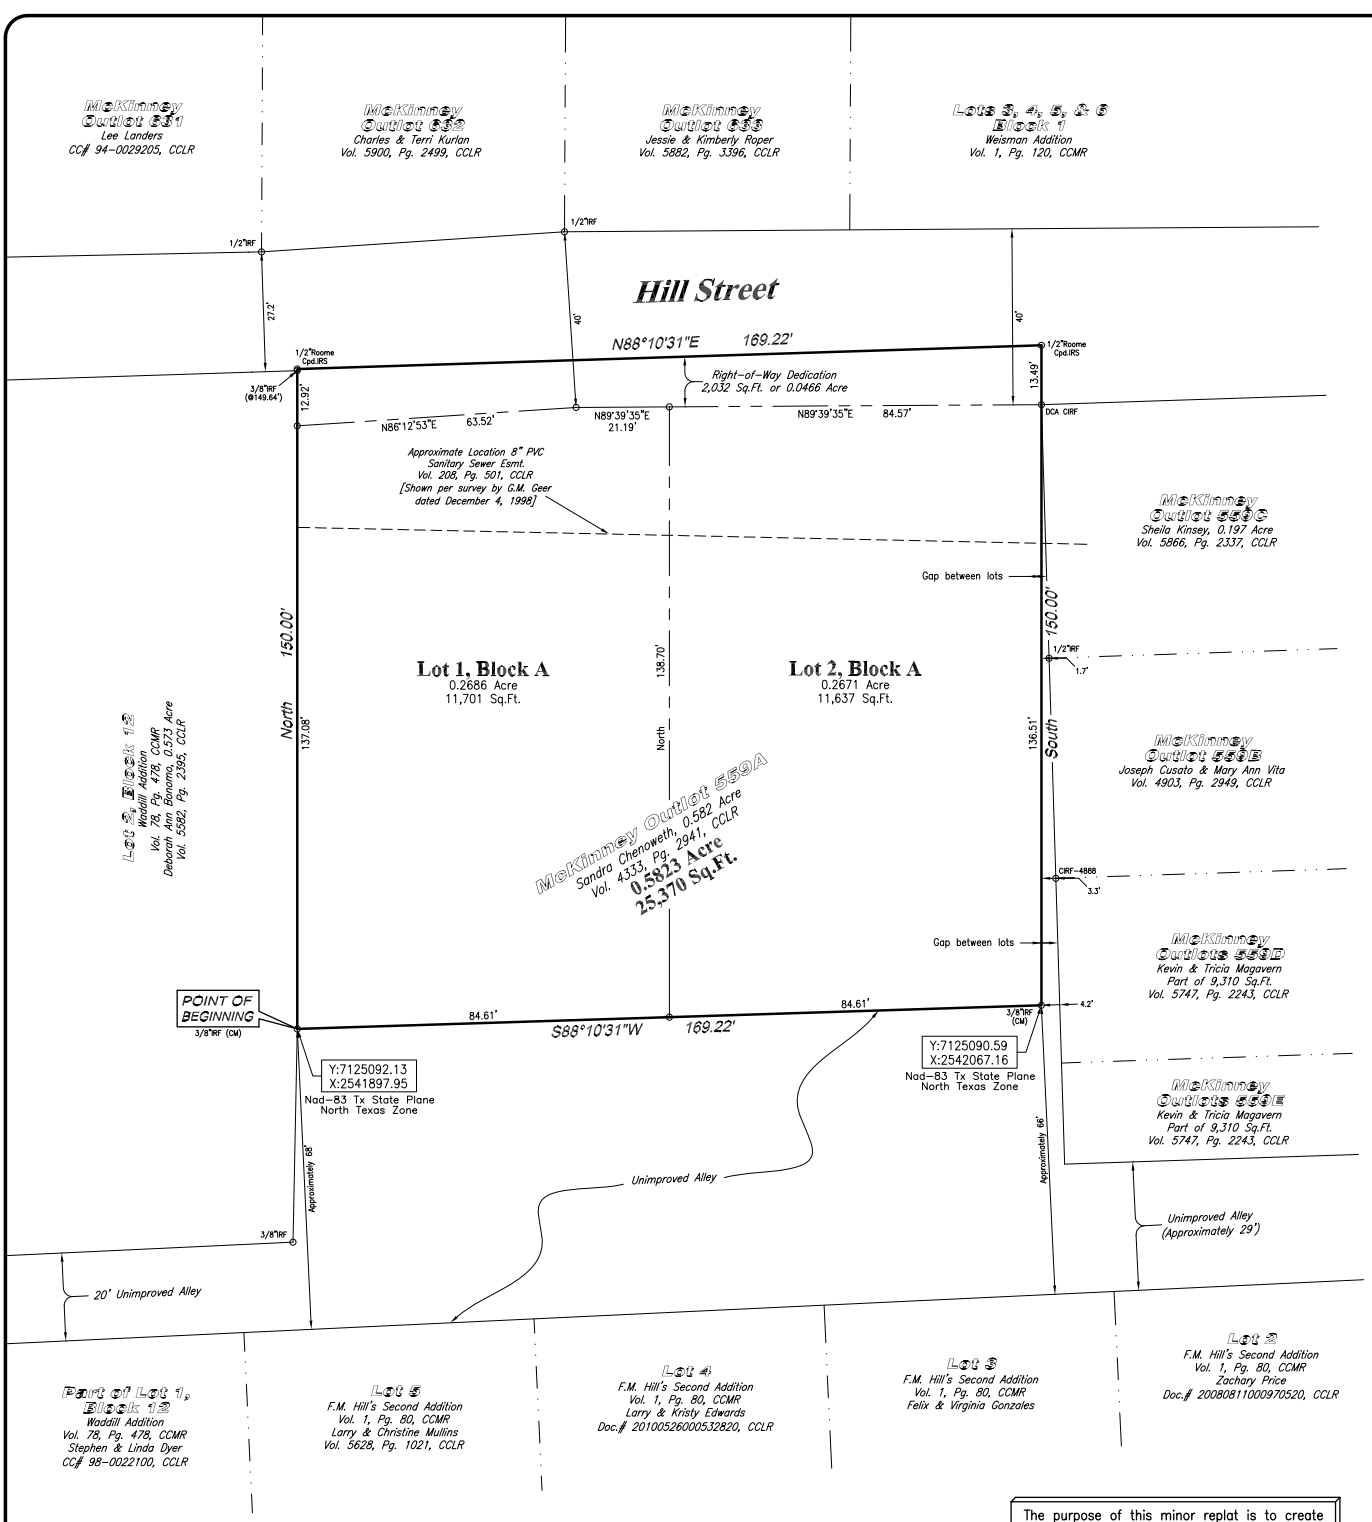 McKinney
Outlot 631
Lee Landers
CC# 94-0029205, CCLR
McKinney
Outlot 632
Charles & Terri Kurlan
Vol. 5900, Pg. 2499, CCLR
McKinney
Outlot 633
Jessie & Kimberly Roper
Vol. 5882, Pg. 3396, CCLR
Lots 3, 4, 5, & 6
Block 1
Weisman Addition
Vol. 1, Pg. 120, CCMR
1/2"IRF
1/2"IRF
Hill Street
27.2'
40'
40'
N88°10'31"E 169.22'
1/2"Roome
Cpd.IRS
1/2"Roome
Cpd.IRS
3/8"IRF
(@149.64')
12.92'
13.49'
Right-of-Way Dedication
2,032 Sq.Ft. or 0.0466 Acre
N86°12'53"E 63.52'
N89°39'35"E
21.19'
N89°39'35"E 84.57'
DCA CIRF
Approximate Location 8" PVC
Sanitary Sewer Esmt.
Vol. 208, Pg. 501, CCLR
[Shown per survey by G.M. Geer
dated December 4, 1998]
McKinney
Outlot 559C
Sheila Kinsey, 0.197 Acre
Vol. 5866, Pg. 2337, CCLR
Gap between lots
North 150.00'
137.08'
Lot 1, Block A
0.2686 Acre
11,701 Sq.Ft.
North 138.70'
Lot 2, Block A
0.2671 Acre
11,637 Sq.Ft.
136.51'
South 150.00'
1/2"IRF
1.7'
Lot 2, Block 12
Waddill Addition
Vol. 78, Pg. 478, CCMR
Deborah Ann Bonomo, 0.573 Acre
Vol. 5582, Pg. 2395, CCLR
McKinney
Outlot 559B
Joseph Cusato & Mary Ann Vita
Vol. 4903, Pg. 2949, CCLR
McKinney Outlot 559A
Sandra Chenoweth, 0.582 Acre
Vol. 4333, Pg. 2941, CCLR
0.5823 Acre
25,370 Sq.Ft.
CIRF-4888
3.3'
Gap between lots
McKinney
Outlots 559D
Kevin & Tricia Magavern
Part of 9,310 Sq.Ft.
Vol. 5747, Pg. 2243, CCLR
POINT OF
BEGINNING
3/8"IRF (CM)
84.61'
S88°10'31"W 169.22'
84.61'
3/8"IRF
(CM)
4.2'
Y:7125092.13
X:2541897.95
Nad-83 Tx State Plane
North Texas Zone
Y:7125090.59
X:2542067.16
Nad-83 Tx State Plane
North Texas Zone
McKinney
Outlots 559E
Kevin & Tricia Magavern
Part of 9,310 Sq.Ft.
Vol. 5747, Pg. 2243, CCLR
Approximately 68'
Approximately 66'
Unimproved Alley
3/8"IRF
Unimproved Alley
(Approximately 29')
20' Unimproved Alley
Part of Lot 1,
Block 12
Waddill Addition
Vol. 78, Pg. 478, CCMR
Stephen & Linda Dyer
CC# 98-0022100, CCLR
Lot 5
F.M. Hill's Second Addition
Vol. 1, Pg. 80, CCMR
Larry & Christine Mullins
Vol. 5628, Pg. 1021, CCLR
Lot 4
F.M. Hill's Second Addition
Vol. 1, Pg. 80, CCMR
Larry & Kristy Edwards
Doc.# 20100526000532820, CCLR
Lot 3
F.M. Hill's Second Addition
Vol. 1, Pg. 80, CCMR
Felix & Virginia Gonzales
Lot 2
F.M. Hill's Second Addition
Vol. 1, Pg. 80, CCMR
Zachary Price
Doc.# 20080811000970520, CCLR
The purpose of this minor replat is to create